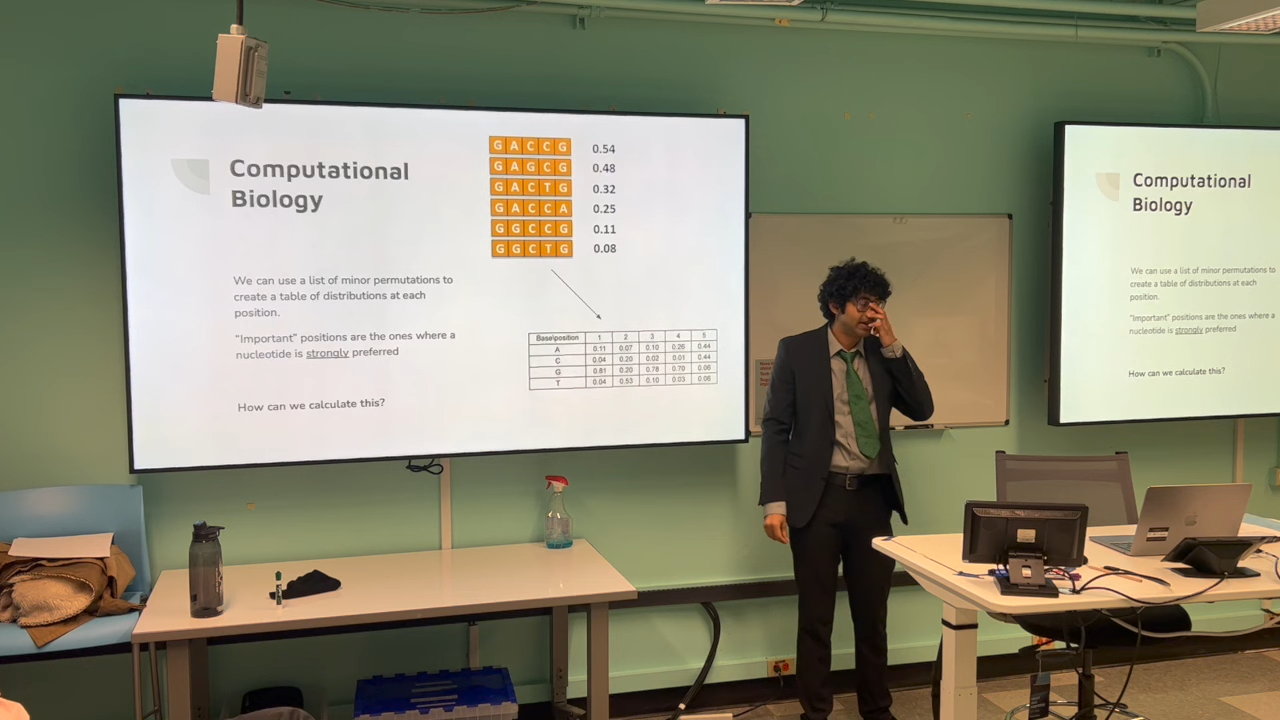 Computational
Biology
We can use a list of minor permutations to
create a table of distributions at each
position.
"Important" positions are the ones where a
nucleotide is strongly preferred
How can we calculate this?
G A C C G 0.54
G A G C G 0.48
G A C T G 0.32
G A C C A 0.25
G G C C G 0.11
G G C T G 0.08
Base\position 1 2 3 4 5
A 0.11 0.07 0.10 0.26 0.44
C 0.04 0.20 0.02 0.01 0.44
G 0.81 0.20 0.78 0.70 0.06
T 0.04 0.53 0.10 0.03 0.06
Computational
Biology
We can use a list of minor permutations to
create a table of distributions at each
position.
"Important" positions are the ones where a
nucleotide is strongly preferred
How can we calculate this?